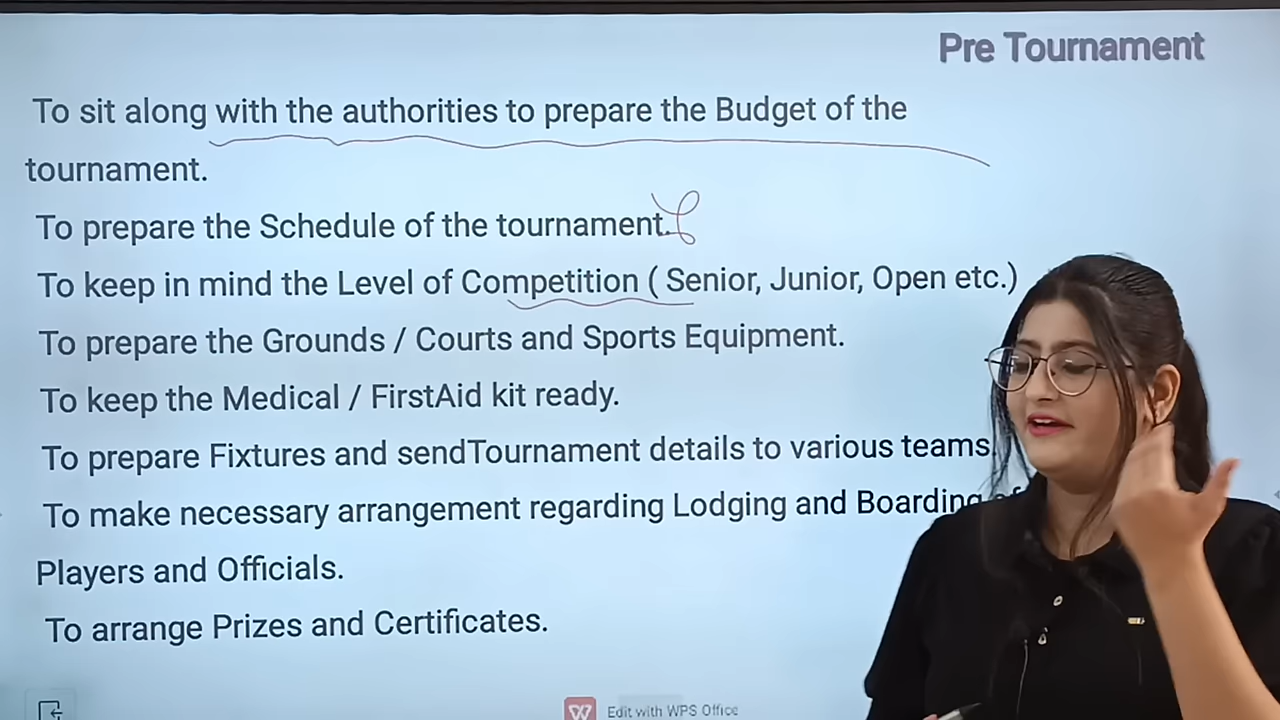 Pre Tournament
To sit along with the authorities to prepare the Budget of the
tournament.
To prepare the Schedule of the tournament.
To keep in mind the Level of Competition ( Senior, Junior, Open etc.)
To prepare the Grounds / Courts and Sports Equipment.
To keep the Medical / FirstAid kit ready.
To prepare Fixtures and sendTournament details to various teams.
To make necessary arrangement regarding Lodging and Boarding of
Players and Officials.
To arrange Prizes and Certificates.
Edit with WPS Office